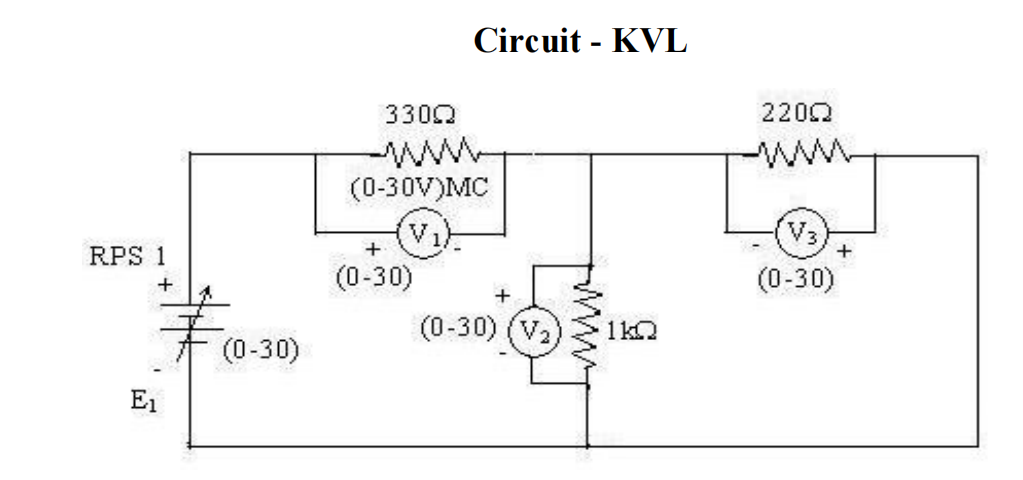 Circuit - KVL
330Ω
220Ω
(0-30V)MC
V1
+ -
(0-30)
V3
- +
(0-30)
RPS 1
+
(0-30)
-
E1
+
(0-30)
V2
-
1kΩ